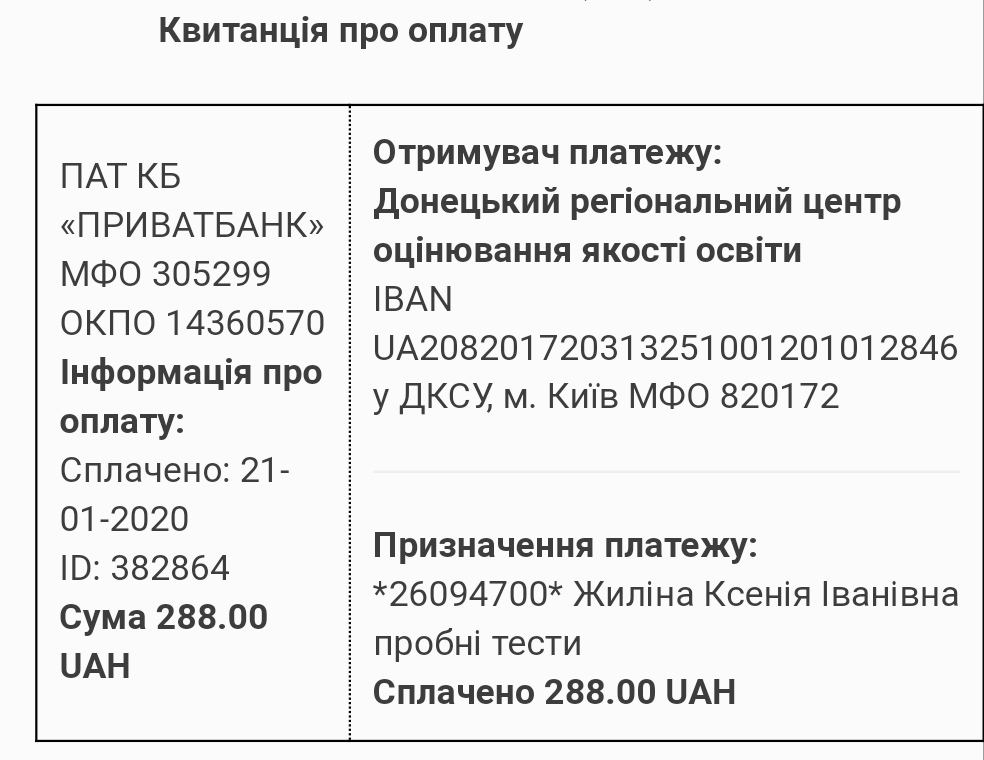 Квитанція про оплату
ПАТ КБ
«ПРИВАТБАНК»
МФО 305299
ОКПО 14360570
Інформація про
оплату:
Сплачено: 21-
01-2020
ID: 382864
Сума 288.00
UAH
Отримувач платежу:
Донецький регіональний центр
оцінювання якості освіти
IBAN
UA208201720313251001201012846
у ДКСУ, м. Київ МФО 820172
Призначення платежу:
*26094700* Жиліна Ксенія Іванівна
пробні тести
Сплачено 288.00 UAH